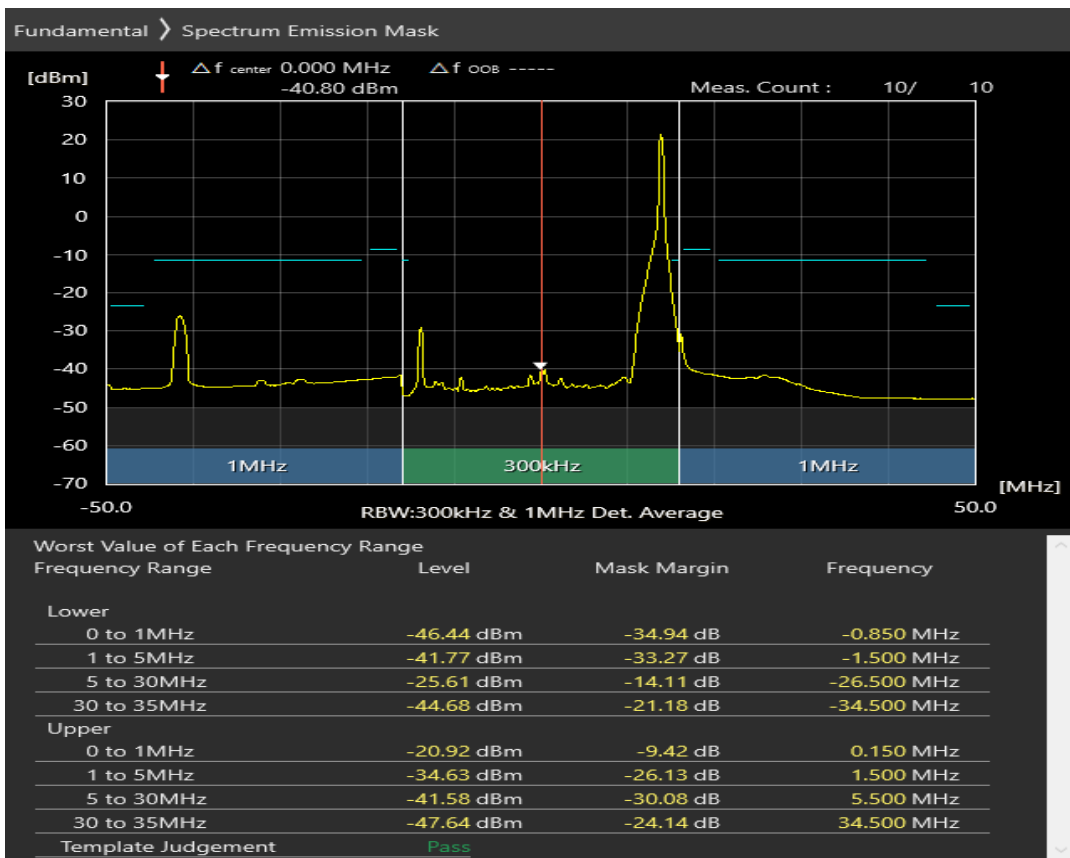 Fundamental 〉 Spectrum Emission Mask
[dBm] △f center 0.000 MHz △f OOB -----
-40.80 dBm Meas. Count : 10/ 10
30
20
10
0
-10
-20
-30
-40
-50
-60
-70
1MHz 300kHz 1MHz
[MHz]
-50.0 RBW:300kHz & 1MHz Det. Average 50.0
Worst Value of Each Frequency Range
Frequency Range Level Mask Margin Frequency
Lower
0 to 1MHz -46.44 dBm -34.94 dB -0.850 MHz
1 to 5MHz -41.77 dBm -33.27 dB -1.500 MHz
5 to 30MHz -25.61 dBm -14.11 dB -26.500 MHz
30 to 35MHz -44.68 dBm -21.18 dB -34.500 MHz
Upper
0 to 1MHz -20.92 dBm -9.42 dB 0.150 MHz
1 to 5MHz -34.63 dBm -26.13 dB 1.500 MHz
5 to 30MHz -41.58 dBm -30.08 dB 5.500 MHz
30 to 35MHz -47.64 dBm -24.14 dB 34.500 MHz
Template Judgement Pass